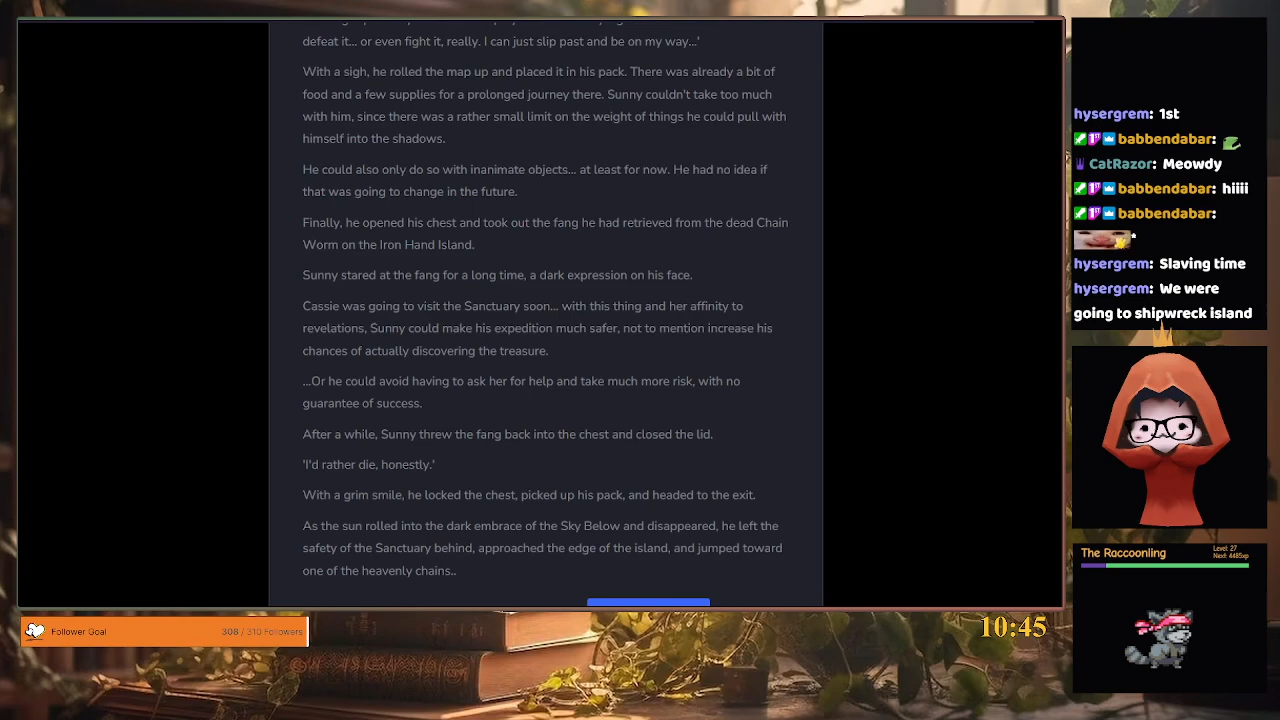 defeat it... or even fight it, really. I can just slip past and be on my way...'
With a sigh, he rolled the map up and placed it in his pack. There was already a bit of
food and a few supplies for a prolonged journey there. Sunny couldn't take too much
with him, since there was a rather small limit on the weight of things he could pull with
himself into the shadows.
He could also only do so with inanimate objects... at least for now. He had no idea if
that was going to change in the future.
Finally, he opened his chest and took out the fang he had retrieved from the dead Chain
Worm on the Iron Hand Island.
Sunny stared at the fang for a long time, a dark expression on his face.
Cassie was going to visit the Sanctuary soon... with this thing and her affinity to
revelations, Sunny could make his expedition much safer, not to mention increase his
chances of actually discovering the treasure.
...Or he could avoid having to ask her for help and take much more risk, with no
guarantee of success.
After a while, Sunny threw the fang back into the chest and closed the lid.
'I'd rather die, honestly.'
With a grim smile, he locked the chest, picked up his pack, and headed to the exit.
As the sun rolled into the dark embrace of the Sky Below and disappeared, he left the
safety of the Sanctuary behind, approached the edge of the island, and jumped toward
one of the heavenly chains..
hysergrem: 1st
babbendabar:
CatRazor: Meowdy
babbendabar: hiiii
babbendabar:
hysergrem: Slaving time
hysergrem: We were
going to shipwreck island
The Raccoonling
Level: 27
Next: 4485xp
Follower Goal
308 / 310 Followers
10:45